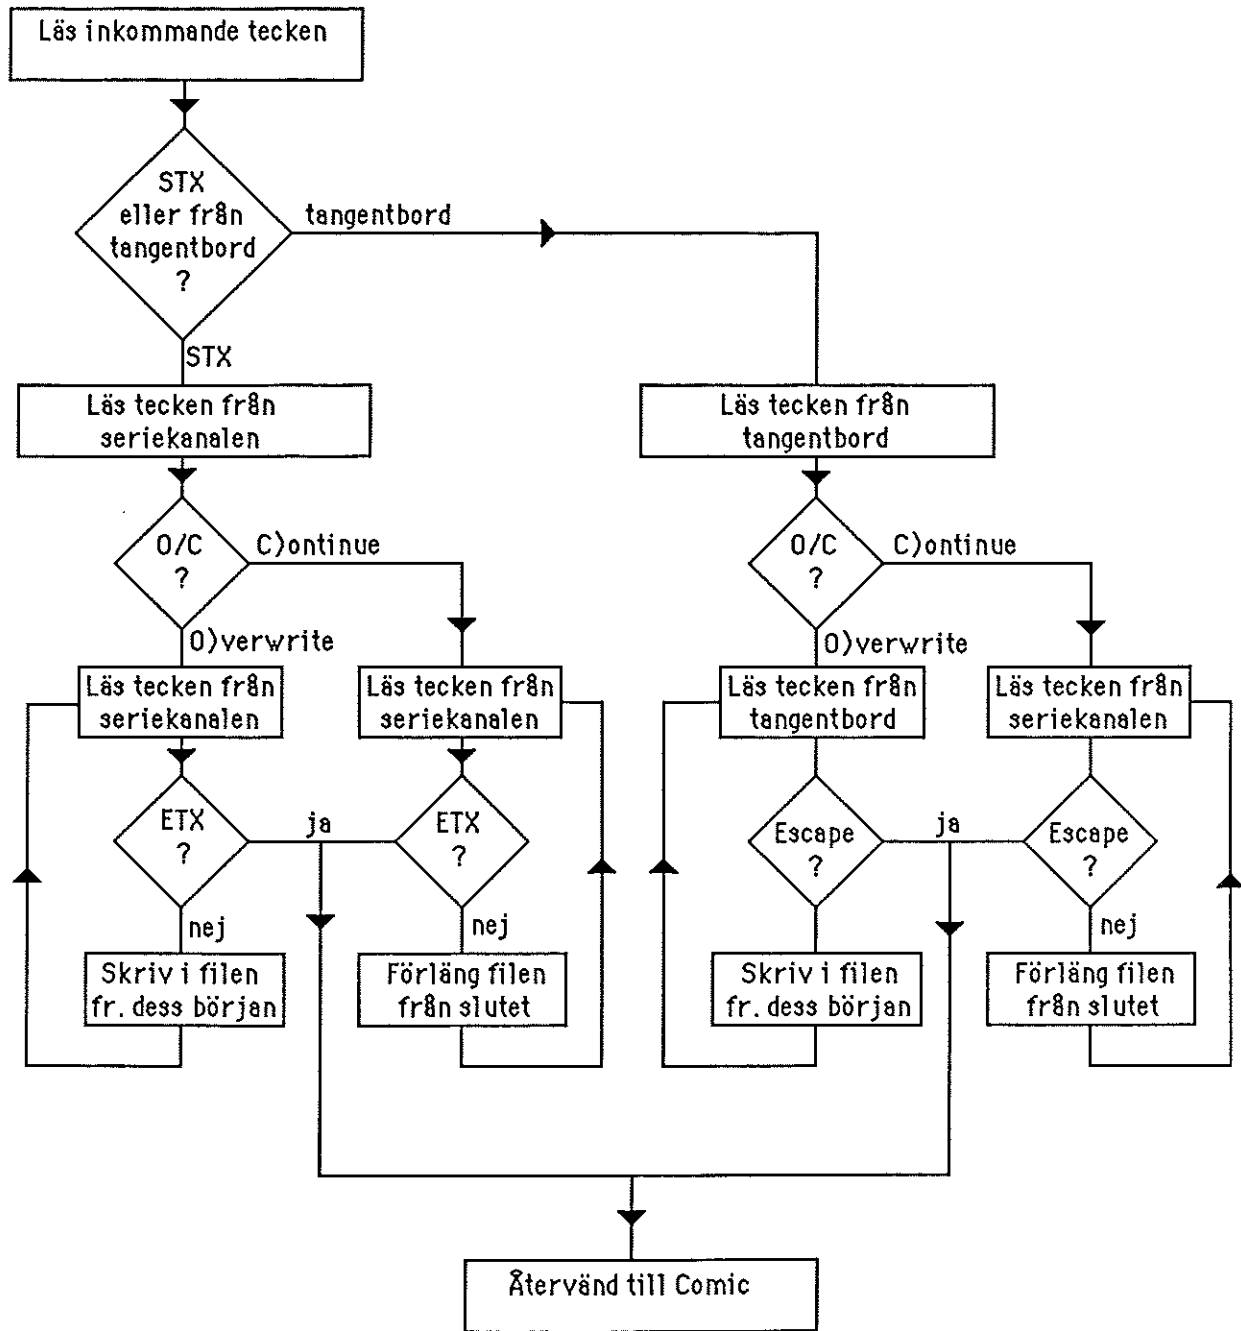 Läs inkommande tecken
STX
eller från
tangentbord
?
tangentbord
STX
Läs tecken från
seriekanalen
Läs tecken från
tangentbord
O/C
?
C)ontinue
O)verwrite
O/C
?
C)ontinue
O)verwrite
Läs tecken från
seriekanalen
Läs tecken från
seriekanalen
Läs tecken från
tangentbord
Läs tecken från
seriekanalen
ETX
?
ja
ETX
?
Escape
?
ja
Escape
?
nej
nej
nej
Skriv i filen
fr. dess början
Förläng filen
från slutet
Skriv i filen
fr. dess början
Förläng filen
från slutet
Återvänd till Comic